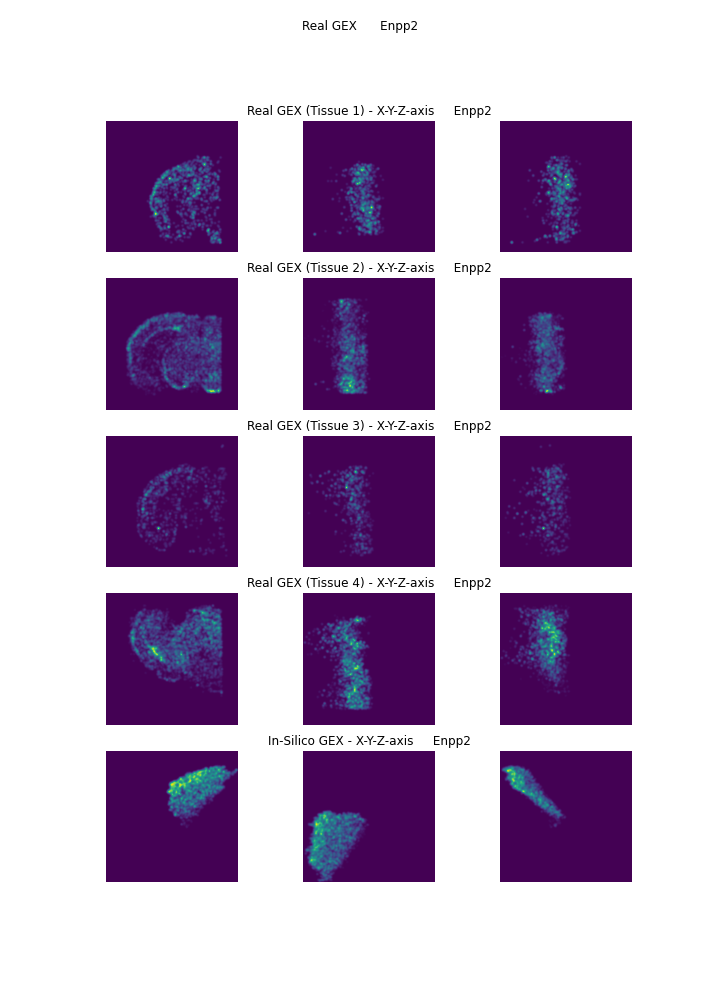 Real GEX Enpp2
Real GEX (Tissue 1) - X-Y-Z-axis Enpp2
Real GEX (Tissue 2) - X-Y-Z-axis Enpp2
Real GEX (Tissue 3) - X-Y-Z-axis Enpp2
Real GEX (Tissue 4) - X-Y-Z-axis Enpp2
In-Silico GEX - X-Y-Z-axis Enpp2